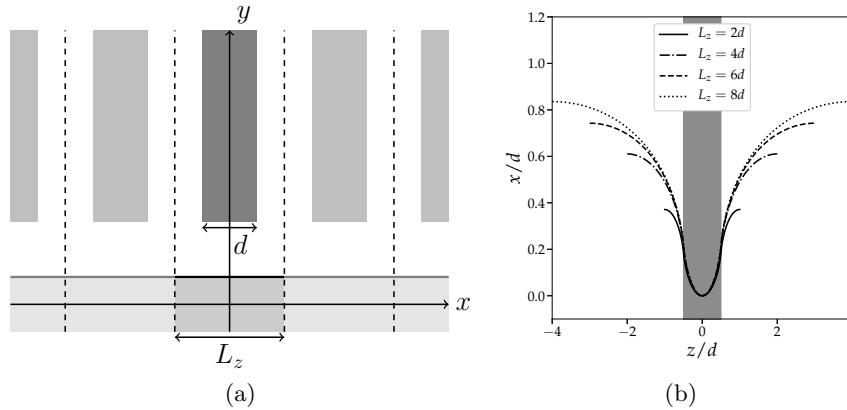 y
d
x
L_z
(a)
1.2
1.0
0.8
0.6
0.4
0.2
0.0
x/d
L_z = 2d
L_z = 4d
L_z = 6d
L_z = 8d
−4 −2 0 2 4
z/d
(b)